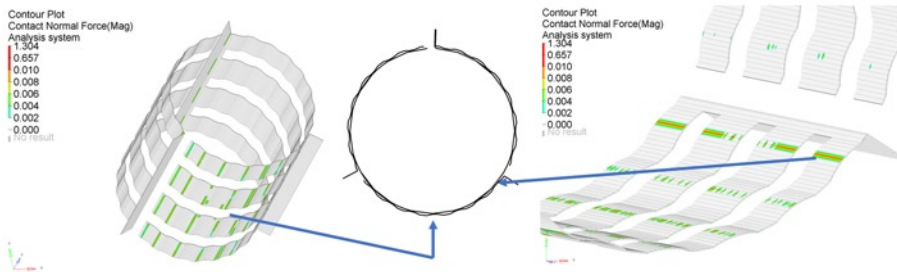 Contour Plot
Contact Normal Force(Mag)
Analysis system
1.304
0.657
0.010
0.008
0.006
0.004
0.002
0.000
No result
Contour Plot
Contact Normal Force(Mag)
Analysis system
1.304
0.657
0.010
0.008
0.006
0.004
0.002
0.000
No result